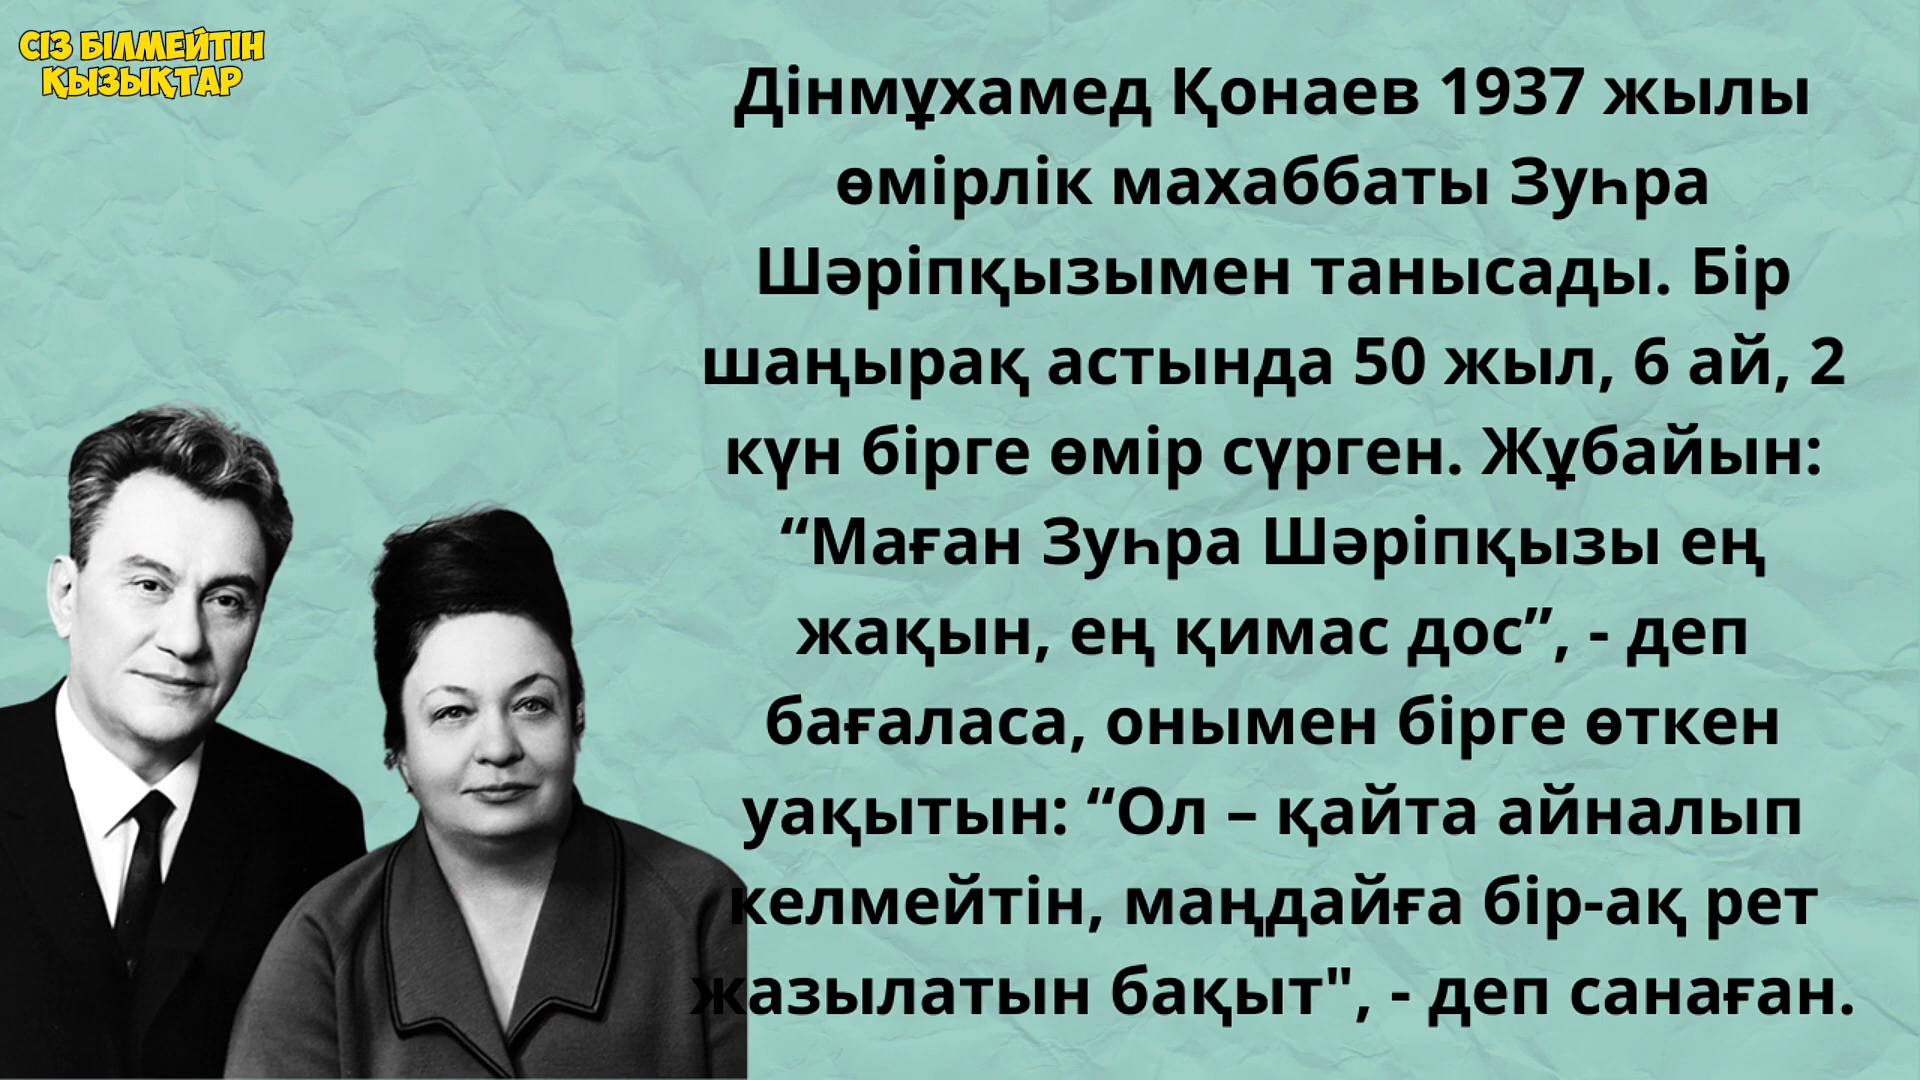 СІЗ БІЛМЕЙТІН
ҚЫЗЫҚТАР
Дінмұхамед Қонаев 1937 жылы
өмірлік махаббаты Зуһра
Шәріпқызымен танысады. Бір
шаңырақ астында 50 жыл, 6 ай, 2
күн бірге өмір сүрген. Жұбайын:
“Маған Зуһра Шәріпқызы ең
жақын, ең қимас дос”, - деп
бағаласа, онымен бірге өткен
уақытын: “Ол – қайта айналып
келмейтін, маңдайға бір-ақ рет
жазылатын бақыт", - деп санаған.